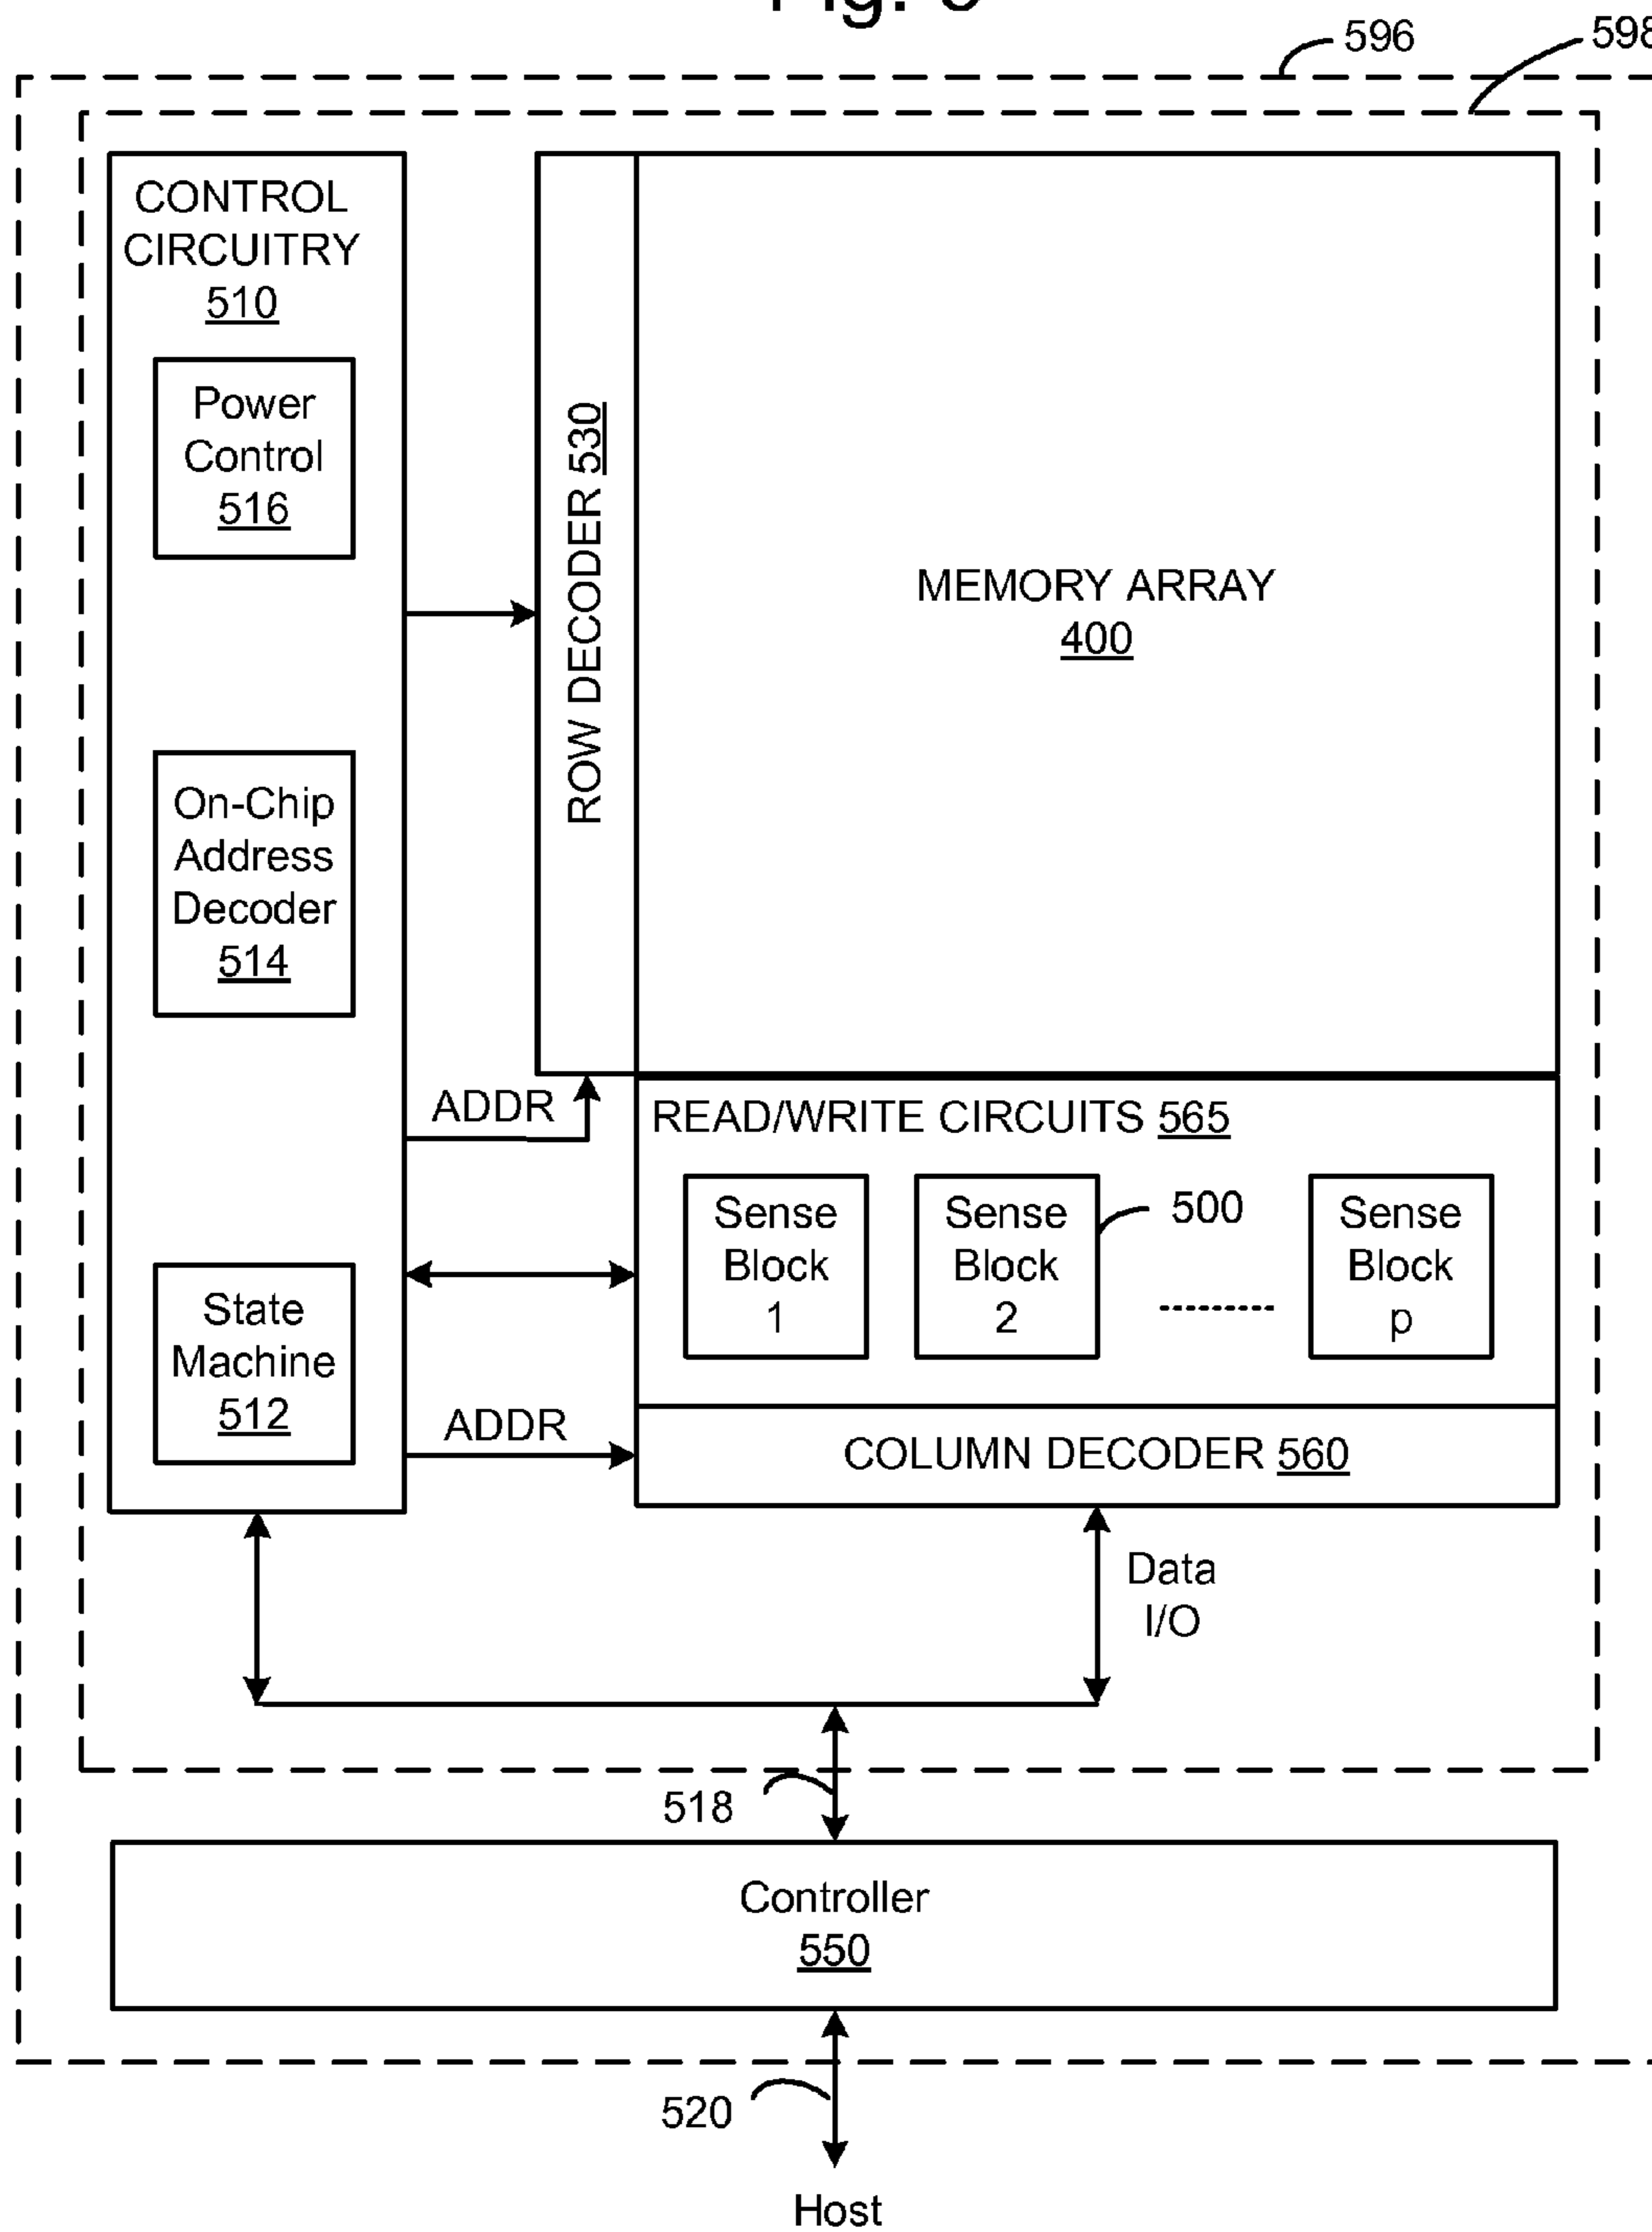 Fig.
596
598
CONTROL
CIRCUITRY
510
Power
Control
516
On-Chip
Address
Decoder
514
State
Machine
512
ROW DECODER 530
MEMORY ARRAY
400
ADDR
READ/WRITE CIRCUITS 565
Sense
Block
1
Sense
Block
2
500
Sense
Block
p
ADDR
COLUMN DECODER 560
Data
I/O
518
Controller
550
520
Host